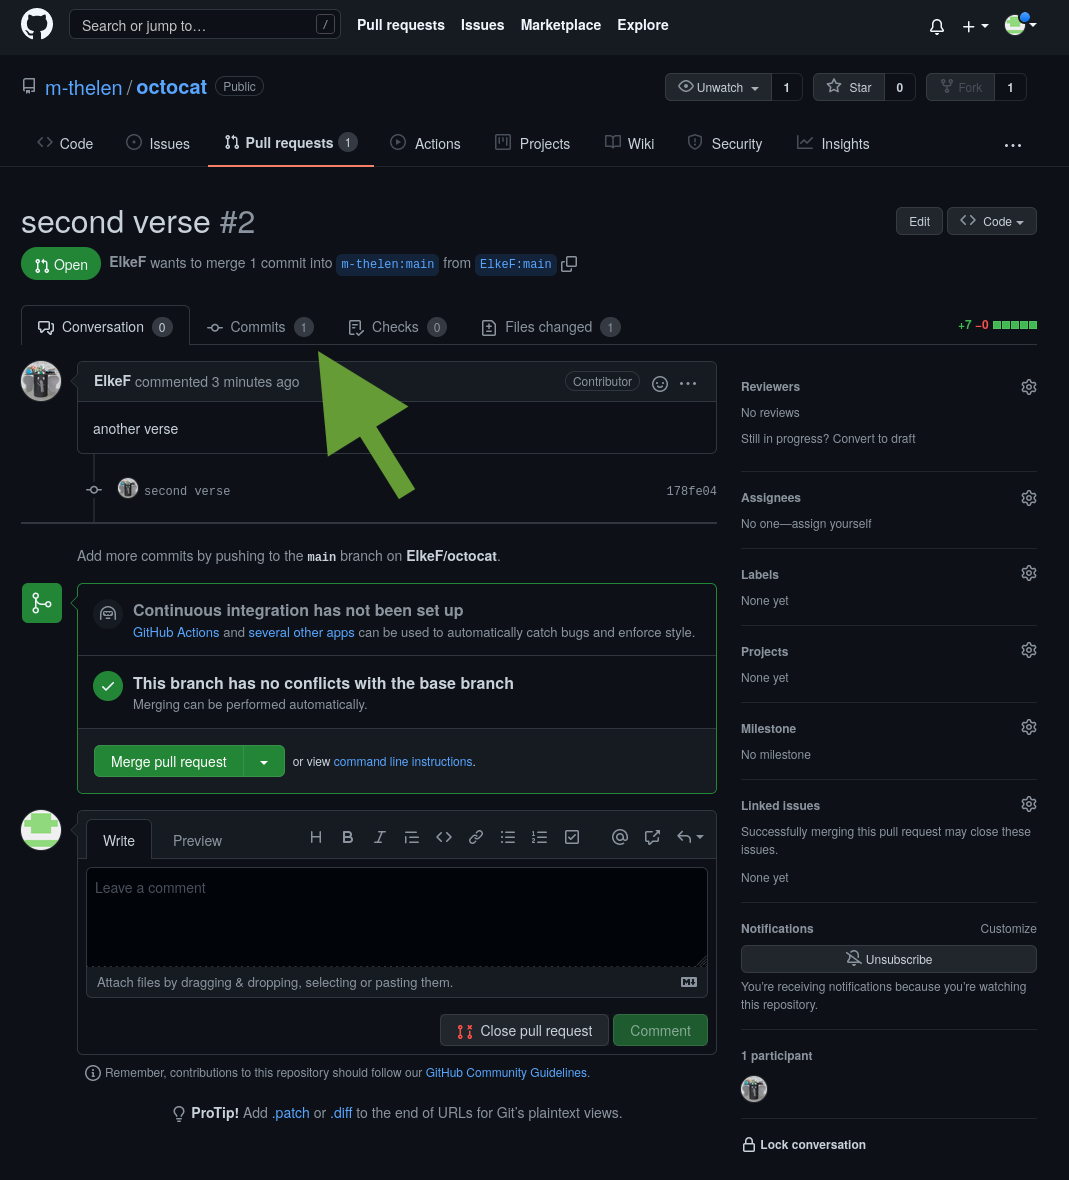 Search or jump to… / Pull requests Issues Marketplace Explore
m-thelen / octocat Public Unwatch 1 Star 0 Fork 1
Code Issues Pull requests 1 Actions Projects Wiki Security Insights
second verse #2 Edit Code
Open ElkeF wants to merge 1 commit into m-thelen:main from ElkeF:main
Conversation 0 Commits 1 Checks 0 Files changed 1 +7 −0
ElkeF commented 3 minutes ago Contributor
another verse
second verse 178fe04
Add more commits by pushing to the main branch on ElkeF/octocat.
Continuous integration has not been set up
GitHub Actions and several other apps can be used to automatically catch bugs and enforce style.
This branch has no conflicts with the base branch
Merging can be performed automatically.
Merge pull request or view command line instructions.
Write Preview
Leave a comment
Attach files by dragging & dropping, selecting or pasting them.
Close pull request Comment
Remember, contributions to this repository should follow our GitHub Community Guidelines.
ProTip! Add .patch or .diff to the end of URLs for Git's plaintext views.
Reviewers
No reviews
Still in progress? Convert to draft
Assignees
No one—assign yourself
Labels
None yet
Projects
None yet
Milestone
No milestone
Linked issues
Successfully merging this pull request may close these
issues.
None yet
Notifications Customize
Unsubscribe
You're receiving notifications because you're watching
this repository.
1 participant
Lock conversation